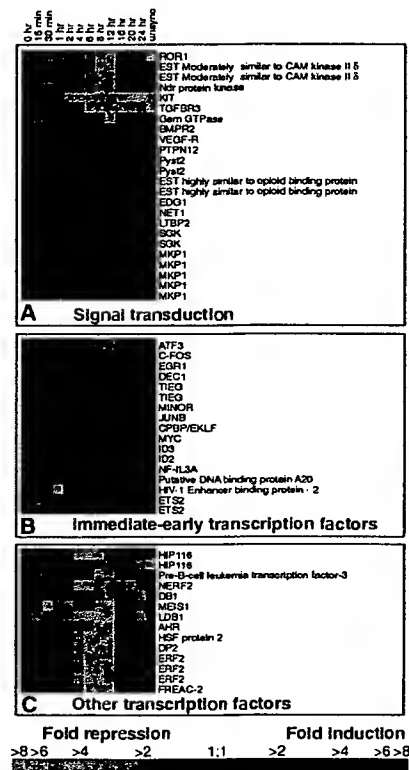 0 hr
15 min
30 min
1 hr
2 hr
4 hr
6 hr
8 hr
12 hr
16 hr
20 hr
24 hr
unsync
ROR1
EST Moderately similar to CAM kinase II δ
EST Moderately similar to CAM kinase II δ
Ndr protein kinase
KIT
TGFBR3
Gem GTPase
BMPR2
VEGF-R
PTPN12
Pyst2
Pyst2
EST highly similar to opioid binding protein
EST highly similar to opioid binding protein
EDG1
NET1
LTBP2
SGK
SGK
MKP1
MKP1
MKP1
MKP1
MKP1
A Signal transduction
ATF3
C-FOS
EGR1
DEC1
TIEG
TIEG
MINOR
JUNB
CPBP/EKLF
MYC
ID3
ID2
NF-IL3A
Putative DNA binding protein A20
HIV-1 Enhancer binding protein - 2
ETS2
ETS2
B Immediate-early transcription factors
HIP116
HIP116
Pre-B-cell leukemia transcription factor-3
NERF2
DB1
MEIS1
LDB1
AHR
HSF protein 2
DP2
ERF2
ERF2
ERF2
FREAC-2
C Other transcription factors
Fold repression Fold induction
>8 >6 >4 >2 1:1 >2 >4 >6 >8